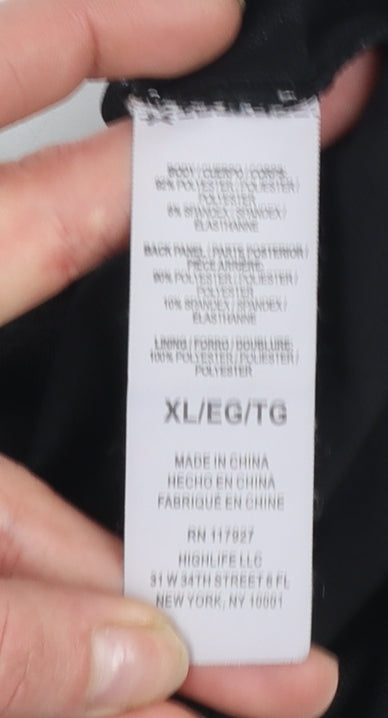 BODY / CUERPO / CORPS:
92% POLYESTER / POLIESTER /
POLYESTER
8% SPANDEX / SPANDEX /
ELASTHANNE
BACK PANEL / PARTE POSTERIOR /
PIÈCE ARRIÈRE:
90% POLYESTER / POLIESTER /
POLYESTER
10% SPANDEX / SPANDEX /
ÉLASTHANNE
LINING / FORRO / DOUBLURE:
100% POLYESTER / POLIESTER /
POLYESTER
XL/EG/TG
MADE IN CHINA
HECHO EN CHINA
FABRIQUÉ EN CHINE
RN 117927
HIGHLIFE LLC
31 W 34TH STREET 6 FL
NEW YORK, NY 10001